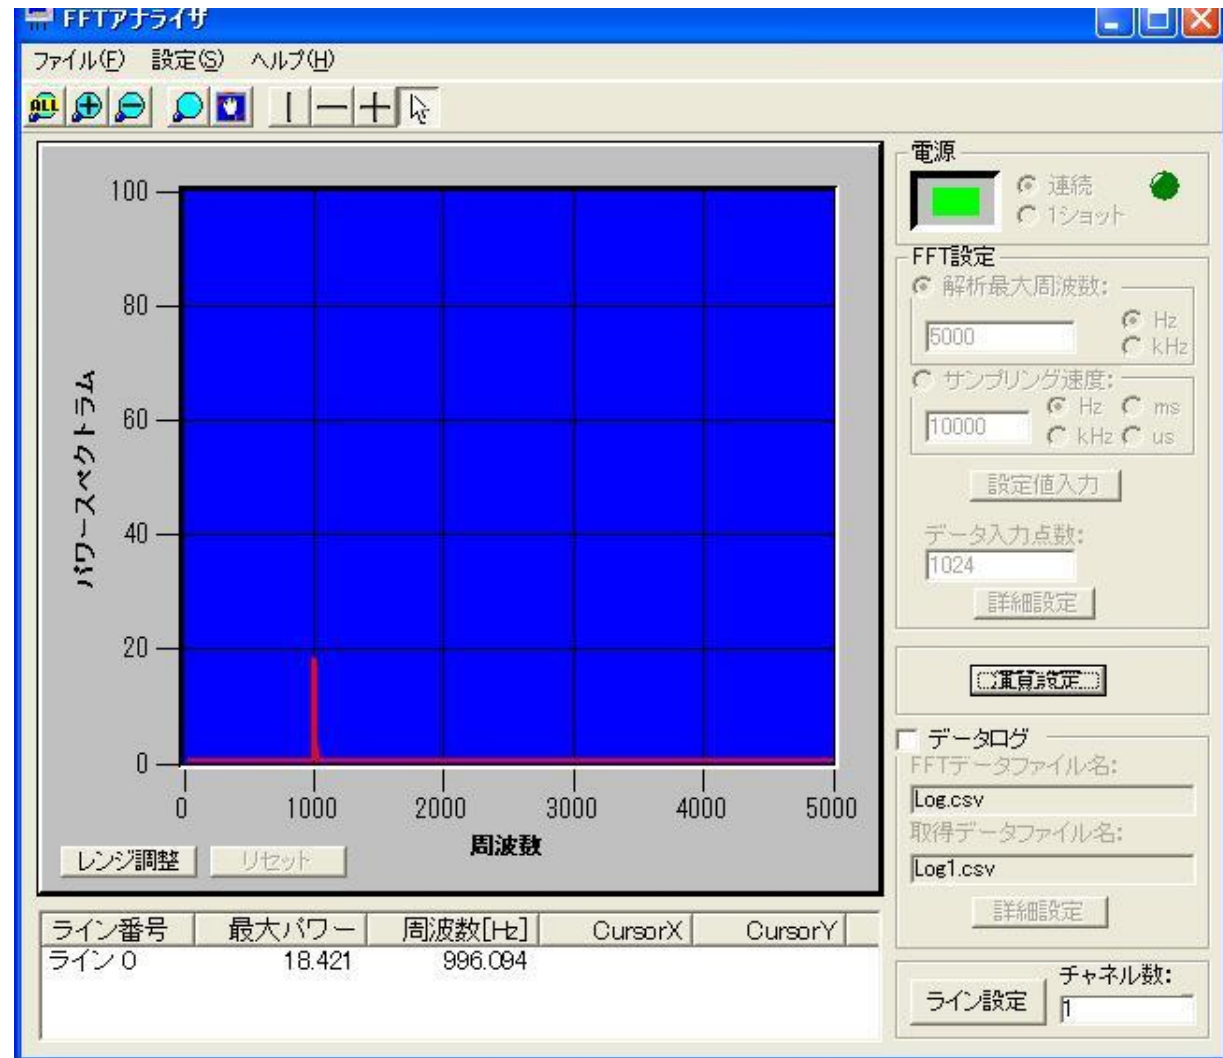 FFTアナライザ
ファイル(F) 設定(S) ヘルプ(H)
ALL
100
80
60
40
20
0
パワースペクトラム
0 1000 2000 3000 4000 5000
周波数
レンジ調整 リセット
ライン番号 最大パワー 周波数[Hz] CursorX CursorY
ライン 0 18.421 996.094
電源
連続
1ショット
FFT設定
解析最大周波数:
5000
Hz
kHz
サンプリング速度:
10000
Hz ms
kHz us
設定値入力
データ入力点数:
1024
詳細設定
演算設定
データログ
FFTデータファイル名:
Log.csv
取得データファイル名:
Log1.csv
詳細設定
ライン設定
チャネル数:
1